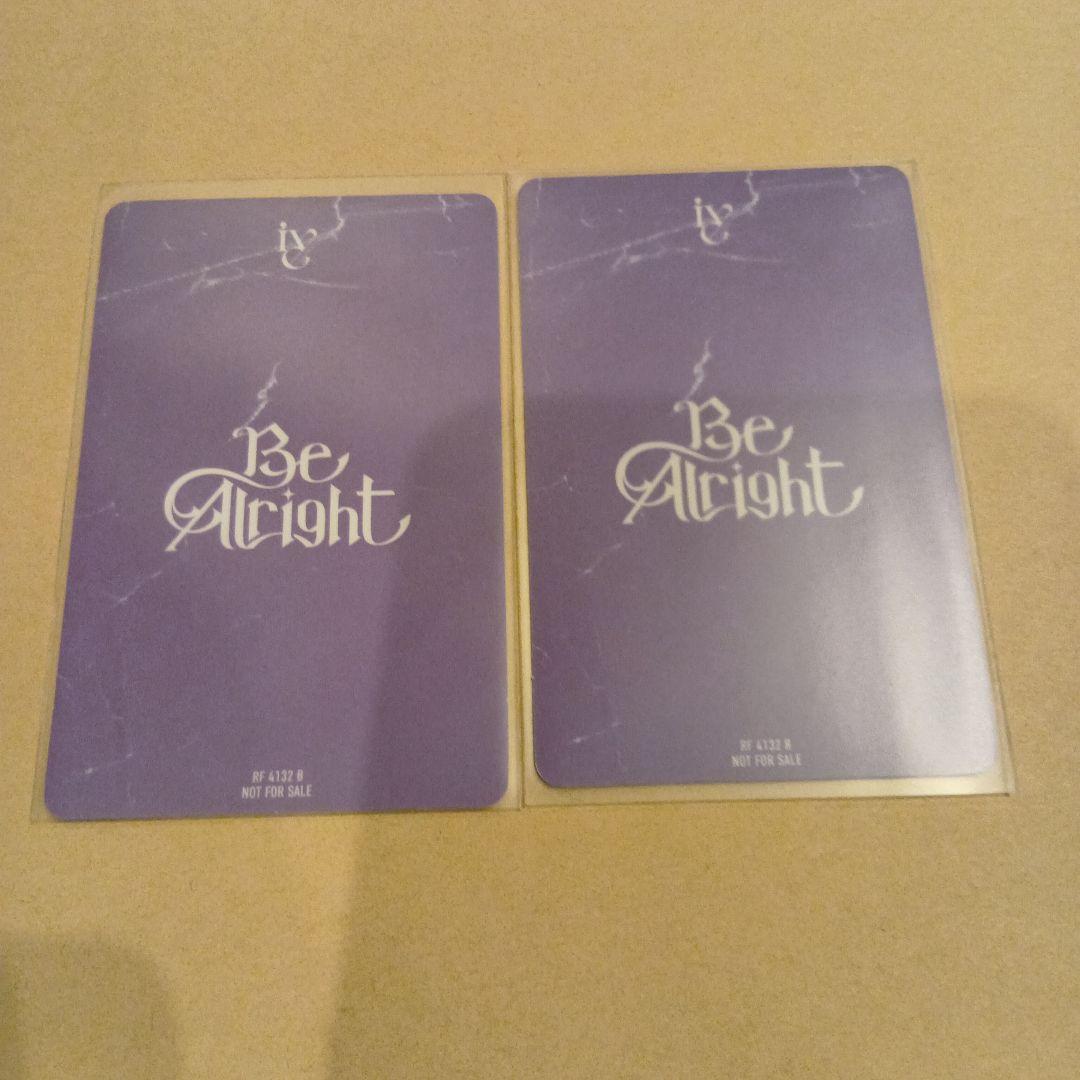 ive
Be
Alright
RF 4132 B
NOT FOR SALE
ive
Be
Alright
RF 4132 B
NOT FOR SALE